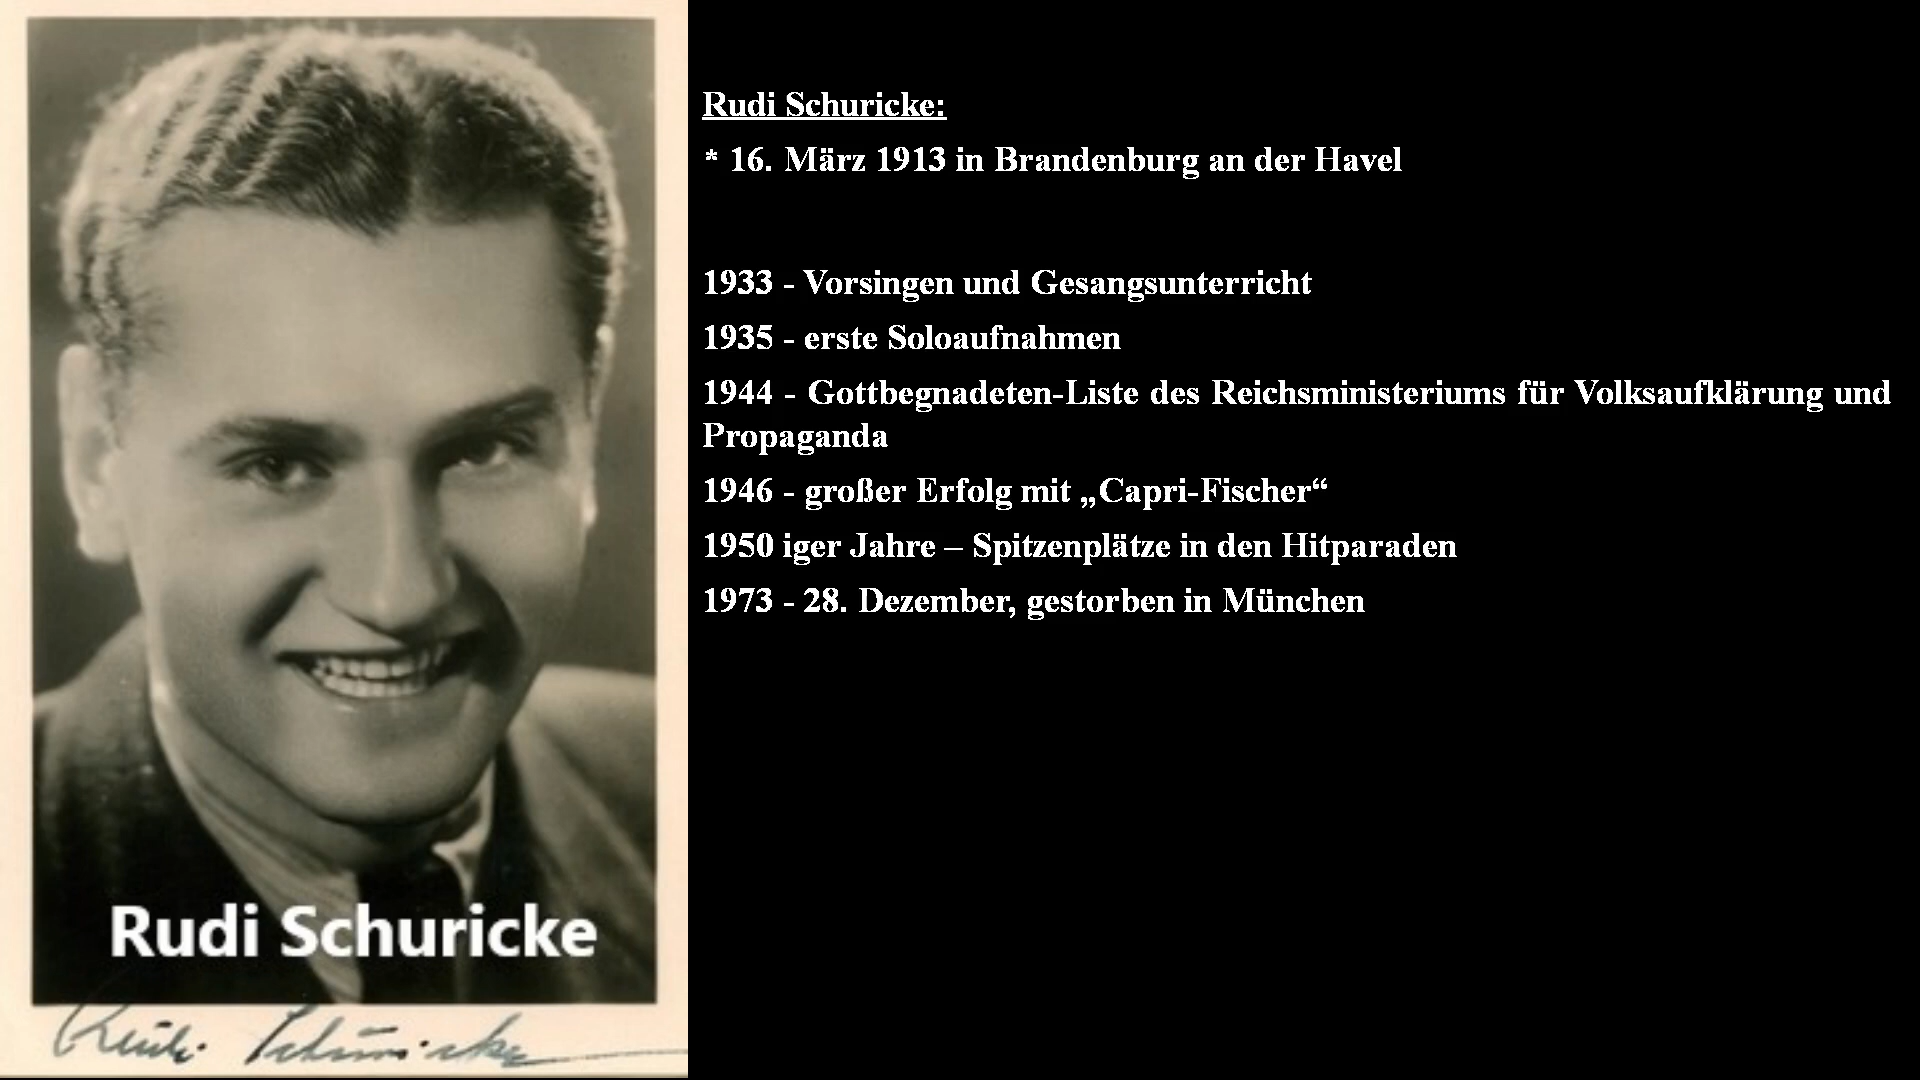 Rudi Schuricke:
* 16. März 1913 in Brandenburg an der Havel
1933 - Vorsingen und Gesangsunterricht
1935 - erste Soloaufnahmen
1944 - Gottbegnadeten-Liste des Reichsministeriums für Volksaufklärung und
Propaganda
1946 - großer Erfolg mit „Capri-Fischer“
1950 iger Jahre – Spitzenplätze in den Hitparaden
1973 - 28. Dezember, gestorben in München
Rudi Schuricke
Rudi Schuricke